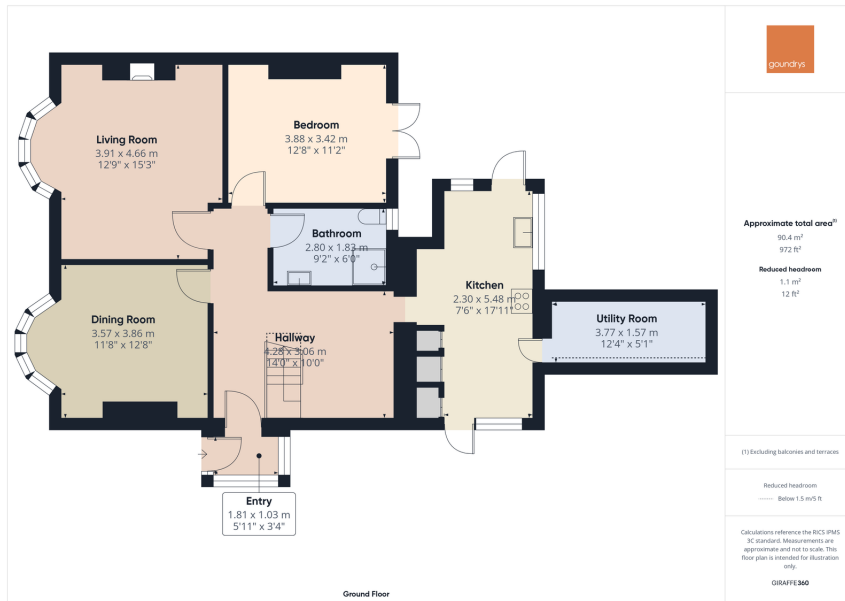 Living Room
3.91 x 4.66 m
12'9" x 15'3"
Bedroom
3.88 x 3.42 m
12'8" x 11'2"
Bathroom
2.80 x 1.83 m
9'2" x 6'0"
Kitchen
2.30 x 5.48 m
7'6" x 17'11"
Utility Room
3.77 x 1.57 m
12'4" x 5'1"
Dining Room
3.57 x 3.86 m
11'8" x 12'8"
Hallway
4.28 x 3.06 m
14'0" x 10'0"
Entry
1.81 x 1.03 m
5'11" x 3'4"
Ground Floor
goundrys
Approximate total area(1)
90.4 m²
972 ft²
Reduced headroom
1.1 m²
12 ft²
(1) Excluding balconies and terraces
Reduced headroom
Below 1.5 m/5 ft
Calculations reference the RICS IPMS
3C standard. Measurements are
approximate and not to scale. This
floor plan is intended for illustration
only.
GIRAFFE360